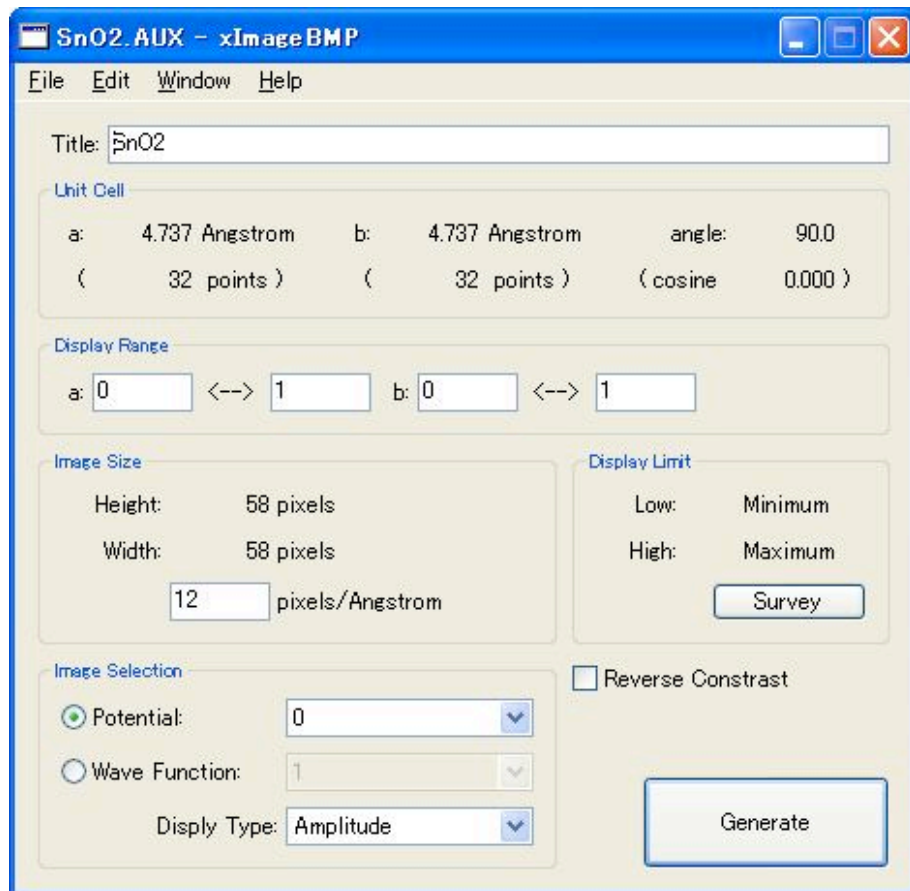 SnO2.AUX - xImageBMP
File Edit Window Help
Title: SnO2
Unit Cell
a: 4.737 Angstrom b: 4.737 Angstrom angle: 90.0
( 32 points ) ( 32 points ) ( cosine 0.000 )
Display Range
a: 0 <--> 1 b: 0 <--> 1
Image Size
Height: 58 pixels
Width: 58 pixels
12 pixels/Angstrom
Display Limit
Low: Minimum
High: Maximum
Survey
Image Selection
Potential: 0
Wave Function: 1
Disply Type: Amplitude
Reverse Constrast
Generate